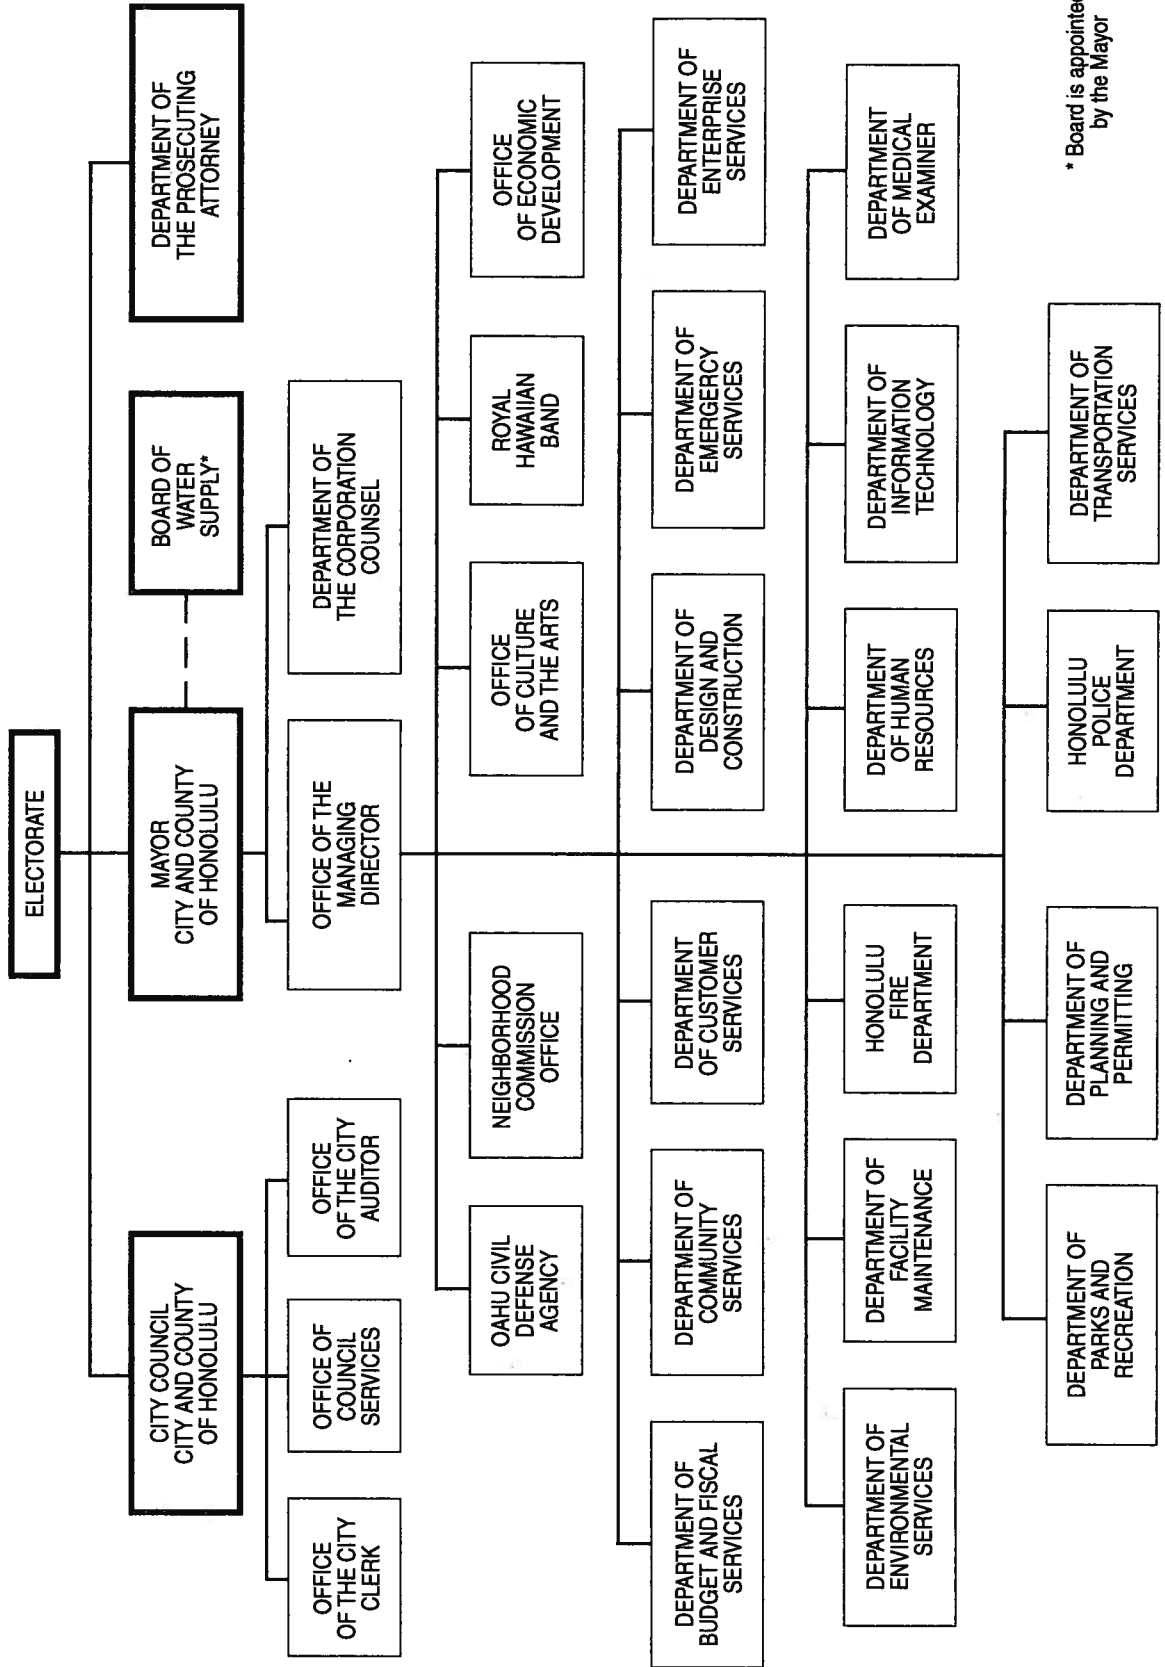 ELECTORATE
CITY COUNCIL
CITY AND COUNTY
OF HONOLULU
MAYOR
CITY AND COUNTY
OF HONOLULU
BOARD OF
WATER
SUPPLY*
DEPARTMENT OF
THE PROSECUTING
ATTORNEY
OFFICE
OF THE CITY
CLERK
OFFICE OF
COUNCIL
SERVICES
OFFICE
OF THE CITY
AUDITOR
OFFICE OF THE
MANAGING
DIRECTOR
DEPARTMENT OF
THE CORPORATION
COUNSEL
OAHU CIVIL
DEFENSE
AGENCY
NEIGHBORHOOD
COMMISSION
OFFICE
OFFICE
OF CULTURE
AND THE ARTS
ROYAL
HAWAIIAN
BAND
OFFICE
OF ECONOMIC
DEVELOPMENT
DEPARTMENT OF
BUDGET AND FISCAL
SERVICES
DEPARTMENT OF
COMMUNITY
SERVICES
DEPARTMENT
OF CUSTOMER
SERVICES
DEPARTMENT OF
DESIGN AND
CONSTRUCTION
DEPARTMENT OF
EMERGENCY
SERVICES
DEPARTMENT OF
ENTERPRISE
SERVICES
DEPARTMENT OF
ENVIRONMENTAL
SERVICES
DEPARTMENT OF
FACILITY
MAINTENANCE
HONOLULU
FIRE
DEPARTMENT
DEPARTMENT
OF HUMAN
RESOURCES
DEPARTMENT OF
INFORMATION
TECHNOLOGY
DEPARTMENT
OF MEDICAL
EXAMINER
DEPARTMENT OF
PARKS AND
RECREATION
DEPARTMENT OF
PLANNING AND
PERMITTING
HONOLULU
POLICE
DEPARTMENT
DEPARTMENT OF
TRANSPORTATION
SERVICES
* Board is appointed
by the Mayor